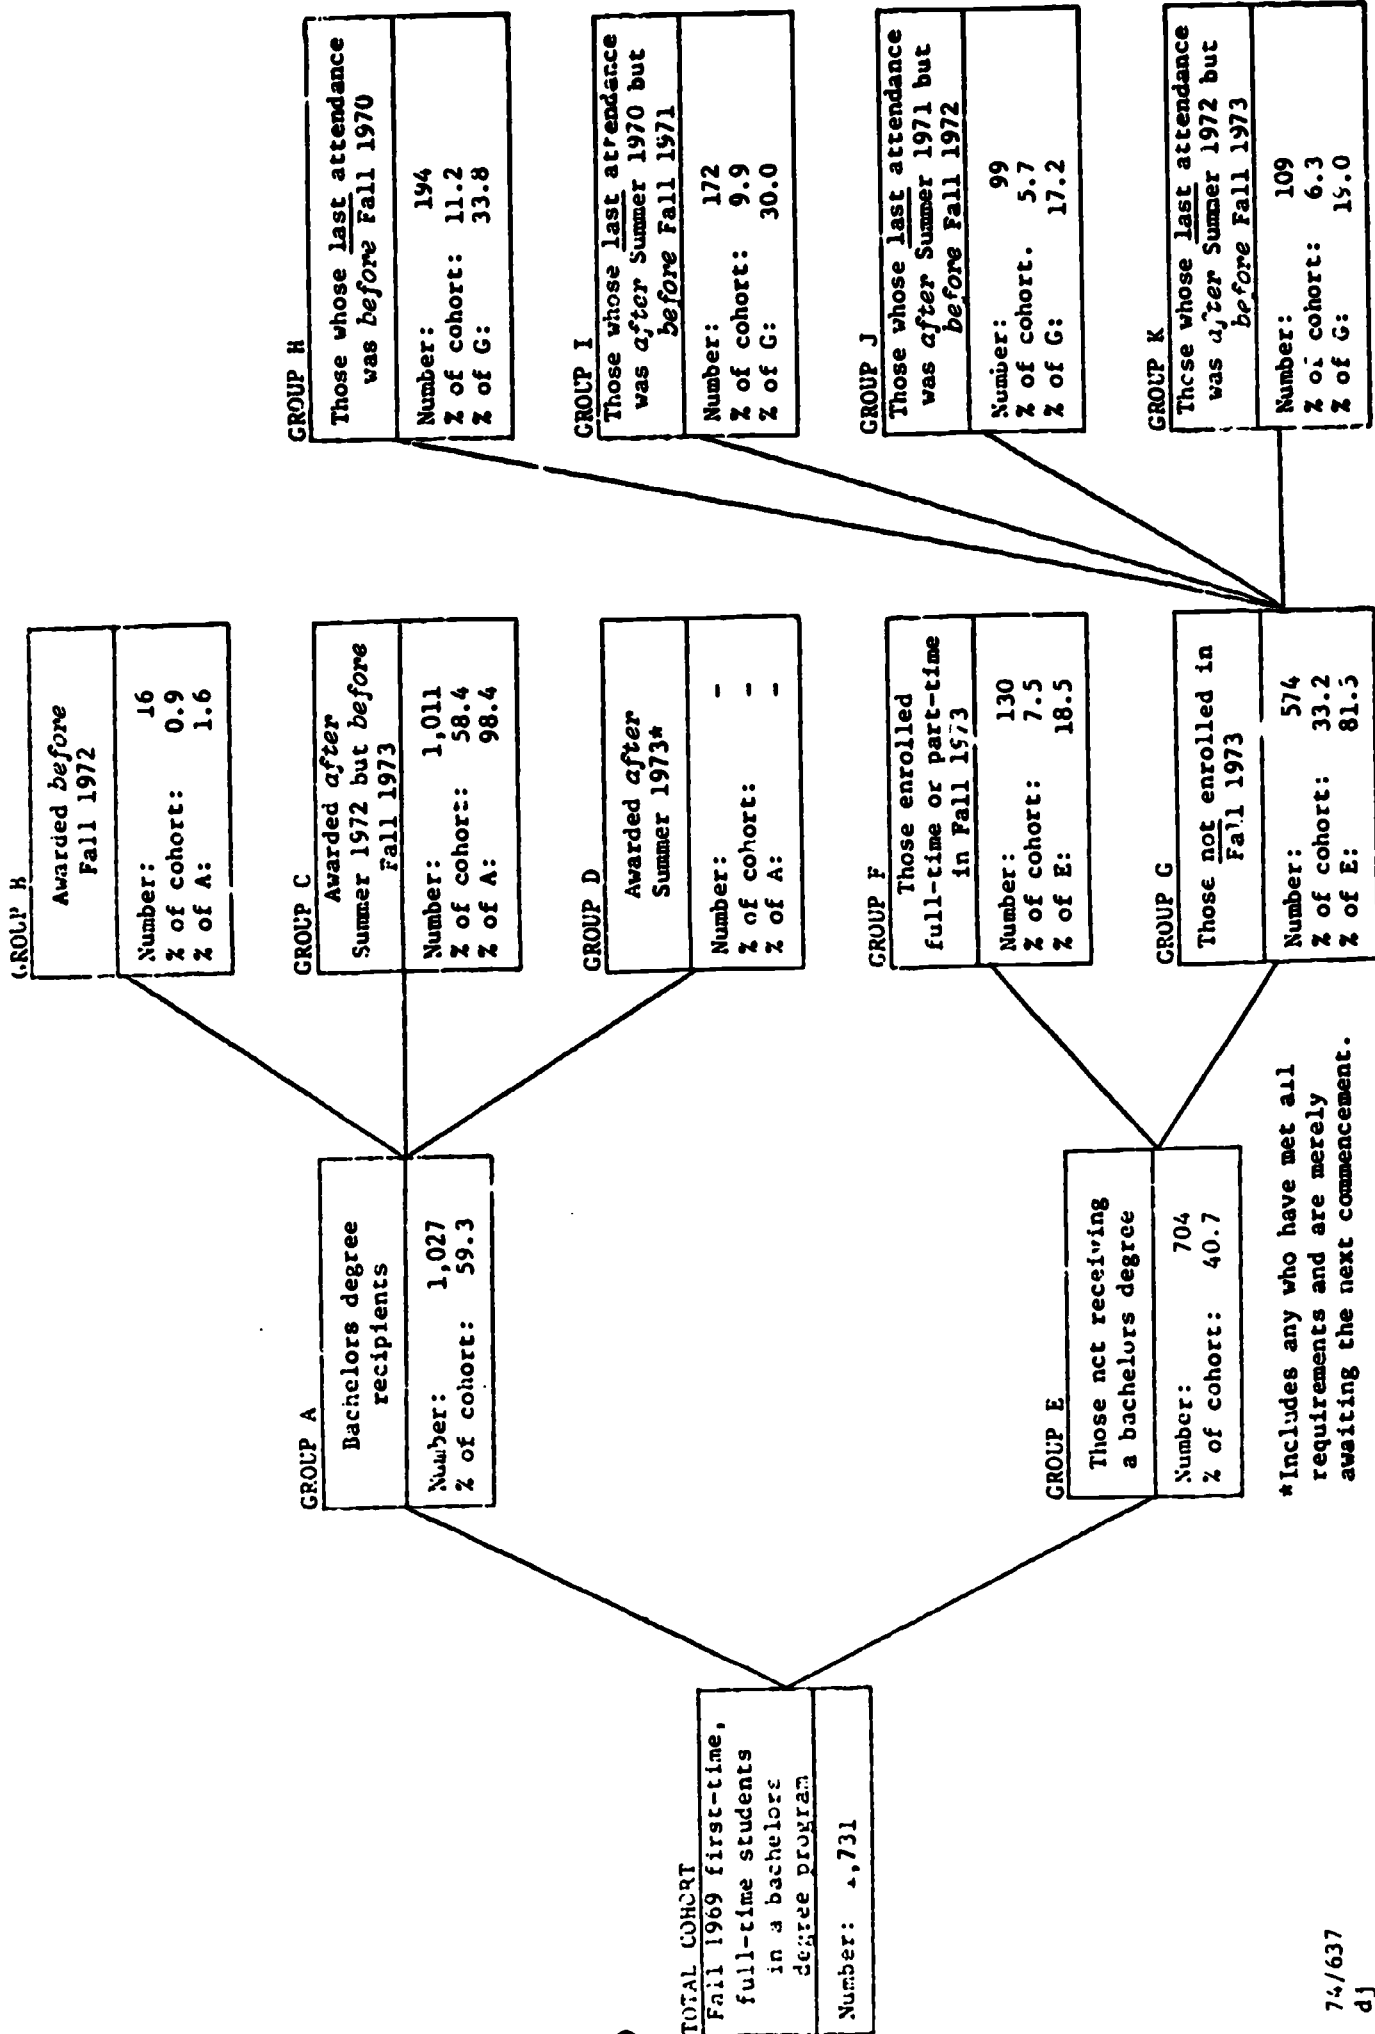 TOTAL COHORT
Fall 1969 first-time,
full-time students
in a bachelors
degree program
Number: 1,731
GROUP A
Bachelors degree
recipients
Number: 1,027
% of cohort: 59.3
GROUP E
Those not receiving
a bachelors degree
Number: 704
% of cohort: 40.7
*Includes any who have met all
requirements and are merely
awaiting the next commencement.
GROUP B
Awarded before
Fall 1972
Number: 16
% of cohort: 0.9
% of A: 1.6
GROUP C
Awarded after
Summer 1972 but before
Fall 1973
Number: 1,011
% of cohort: 58.4
% of A: 98.4
GROUP D
Awarded after
Summer 1973*
Number: -
% of cohort: -
% of A: -
GROUP F
Those enrolled
full-time or part-time
in Fall 1973
Number: 130
% of cohort: 7.5
% of E: 18.5
GROUP G
Those not enrolled in
Fall 1973
Number: 574
% of cohort: 33.2
% of E: 81.5
GROUP H
Those whose last attendance
was before Fall 1970
Number: 194
% of cohort: 11.2
% of G: 33.8
GROUP I
Those whose last attendance
was after Summer 1970 but
before Fall 1971
Number: 172
% of cohort: 9.9
% of G: 30.0
GROUP J
Those whose last attendance
was after Summer 1971 but
before Fall 1972
Number: 99
% of cohort. 5.7
% of G: 17.2
GROUP K
Those whose last attendance
was after Summer 1972 but
before Fall 1973
Number: 109
% of cohort: 6.3
% of G: 19.0
74/637
dj